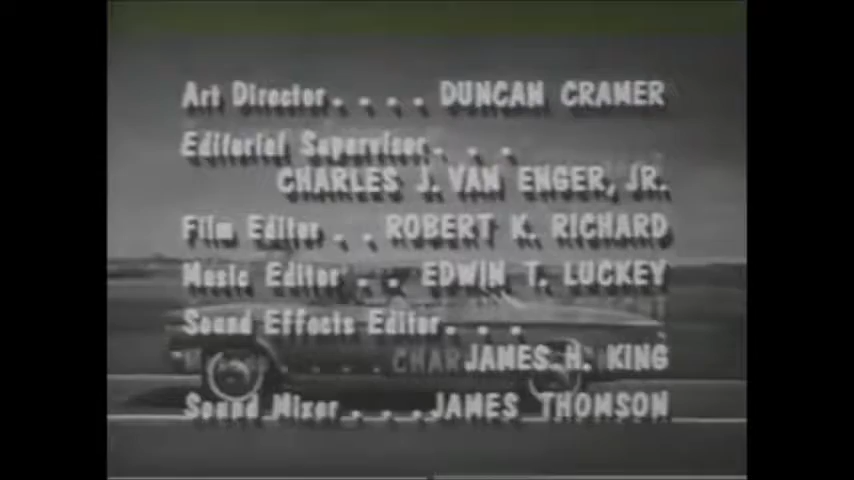 Art Director . . . . DUNCAN CRAMER
Editorial Supervisor. . .
CHARLES J. VAN ENGER, JR.
Film Editor . . ROBERT K. RICHARD
Music Editor . . EDWIN T. LUCKEY
Sound Effects Editor. . .
JAMES H. KING
Sound Mixer . . .JAMES THOMSON